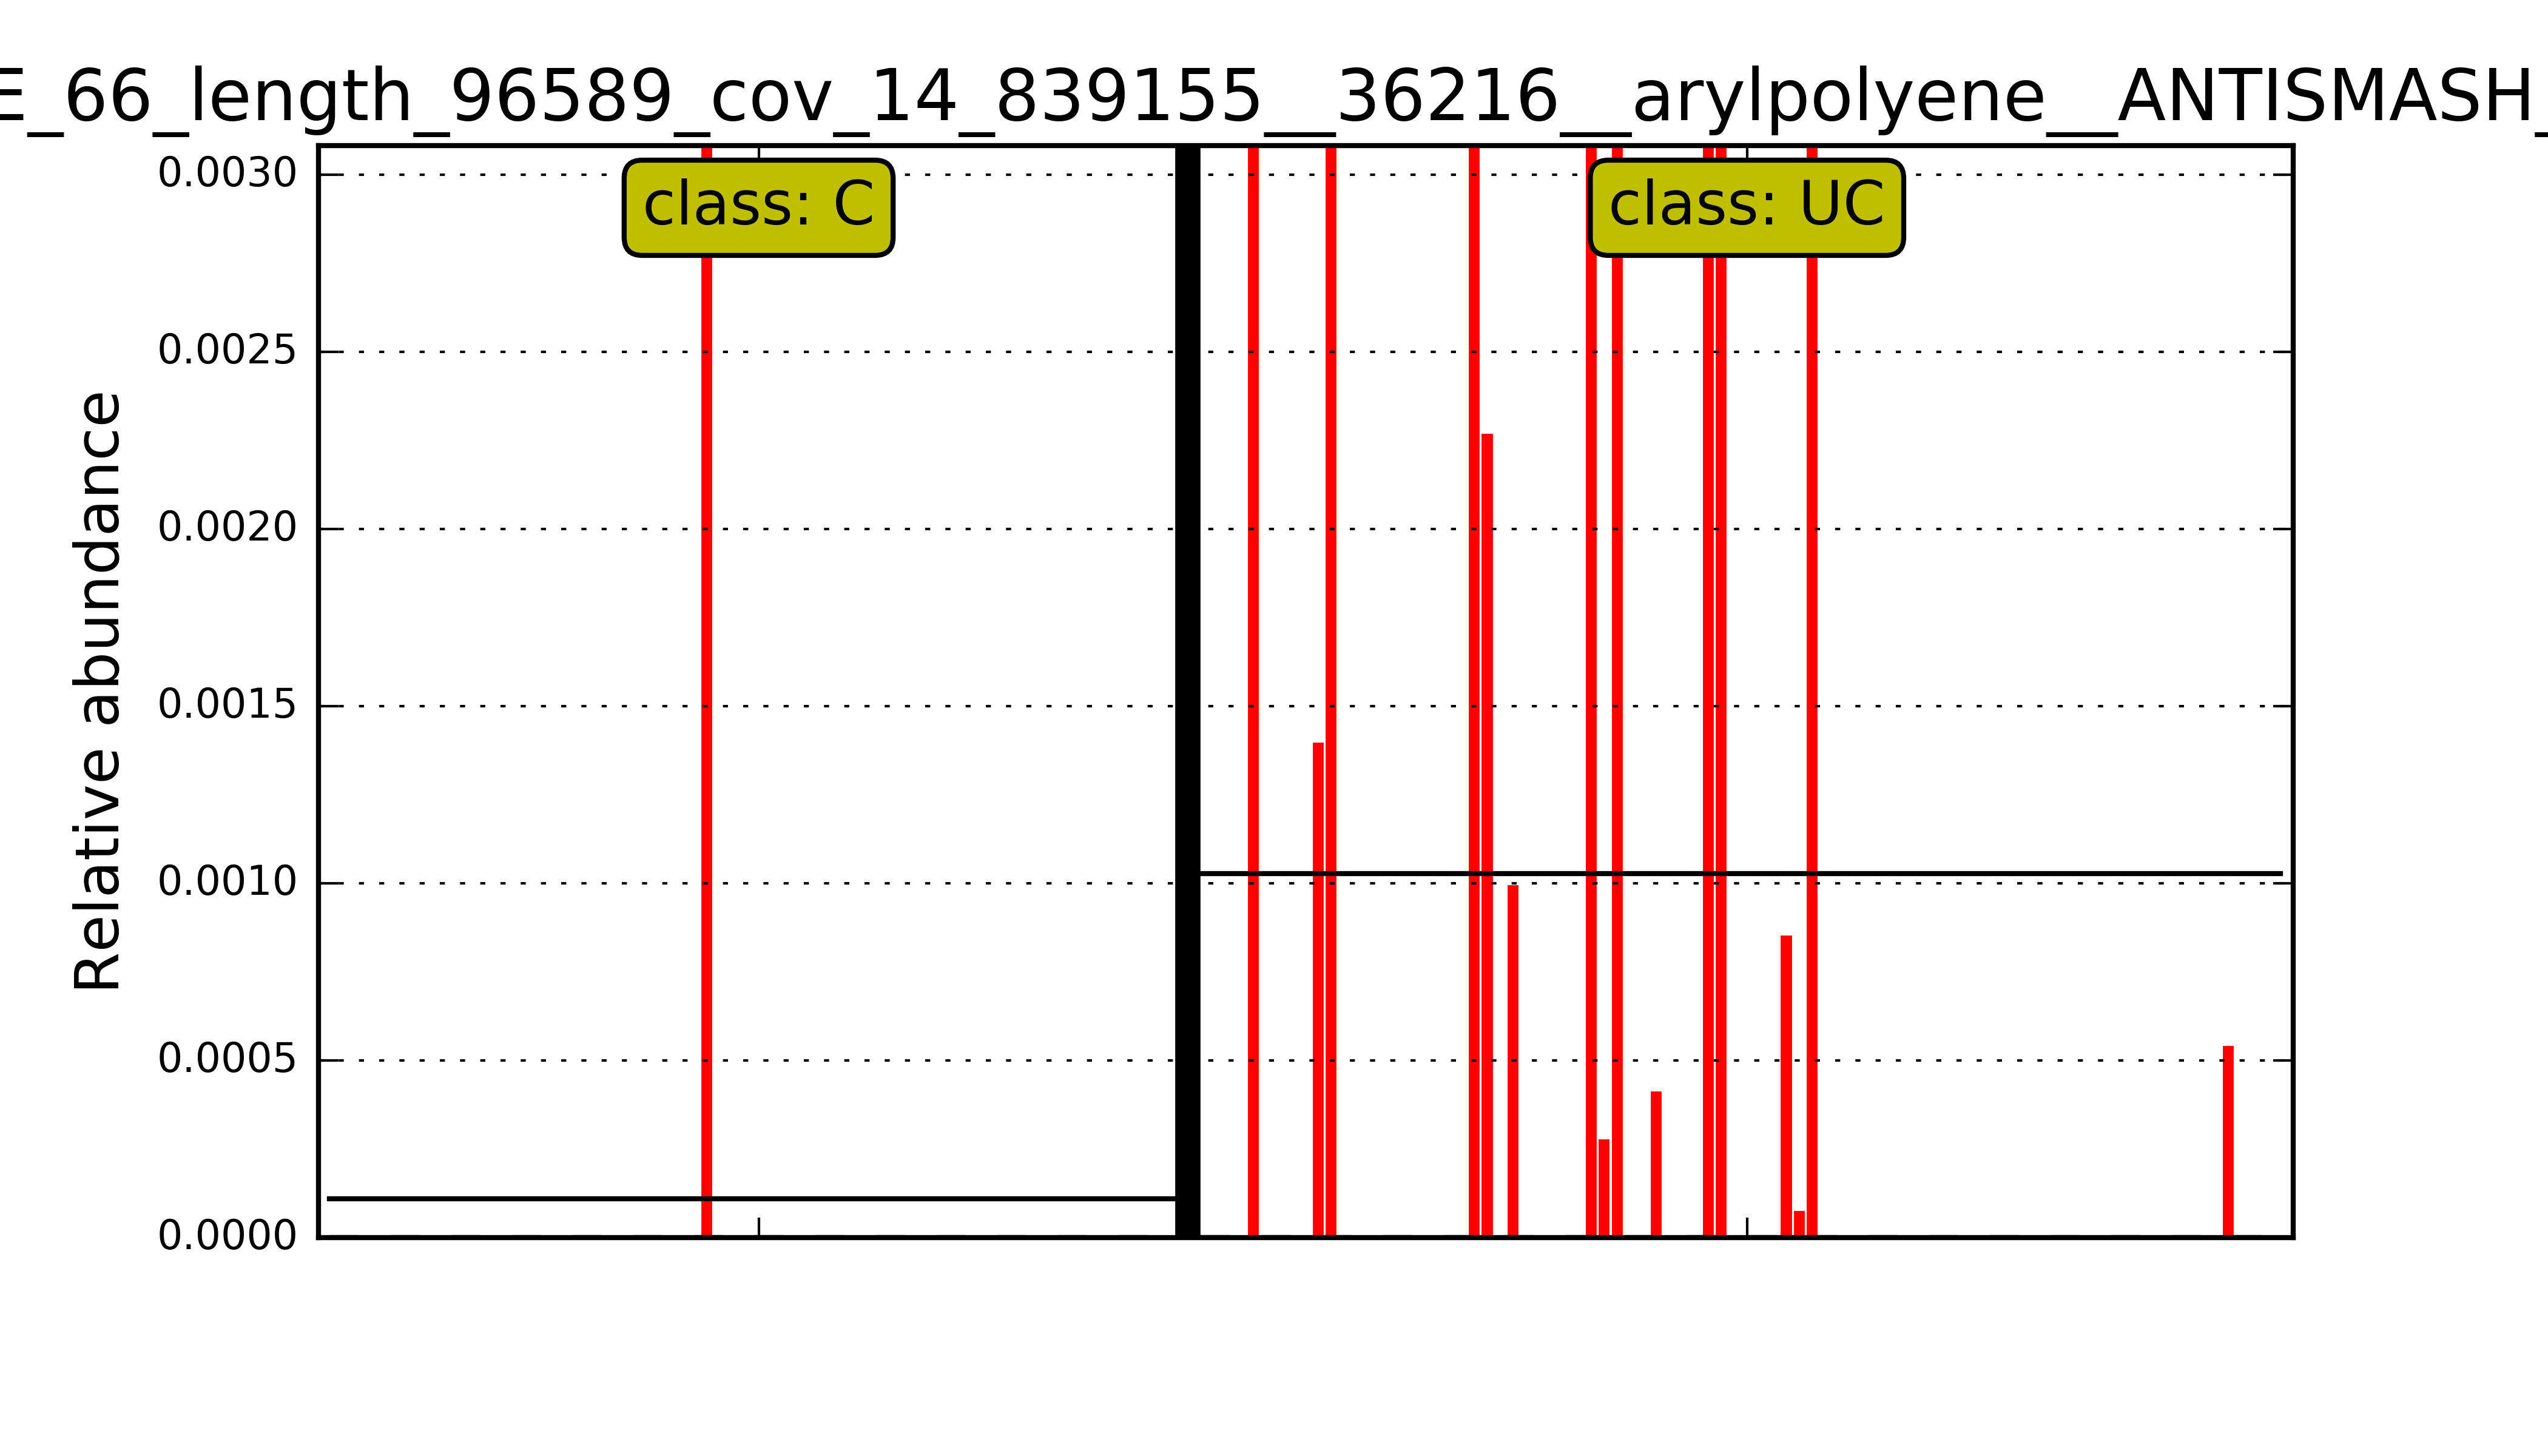 E_66_length_96589_cov_14_839155__36216__arylpolyene__ANTISMASH_
class: C
class: UC
0.0030
0.0025
0.0020
0.0015
0.0010
0.0005
0.0000
Relative abundance